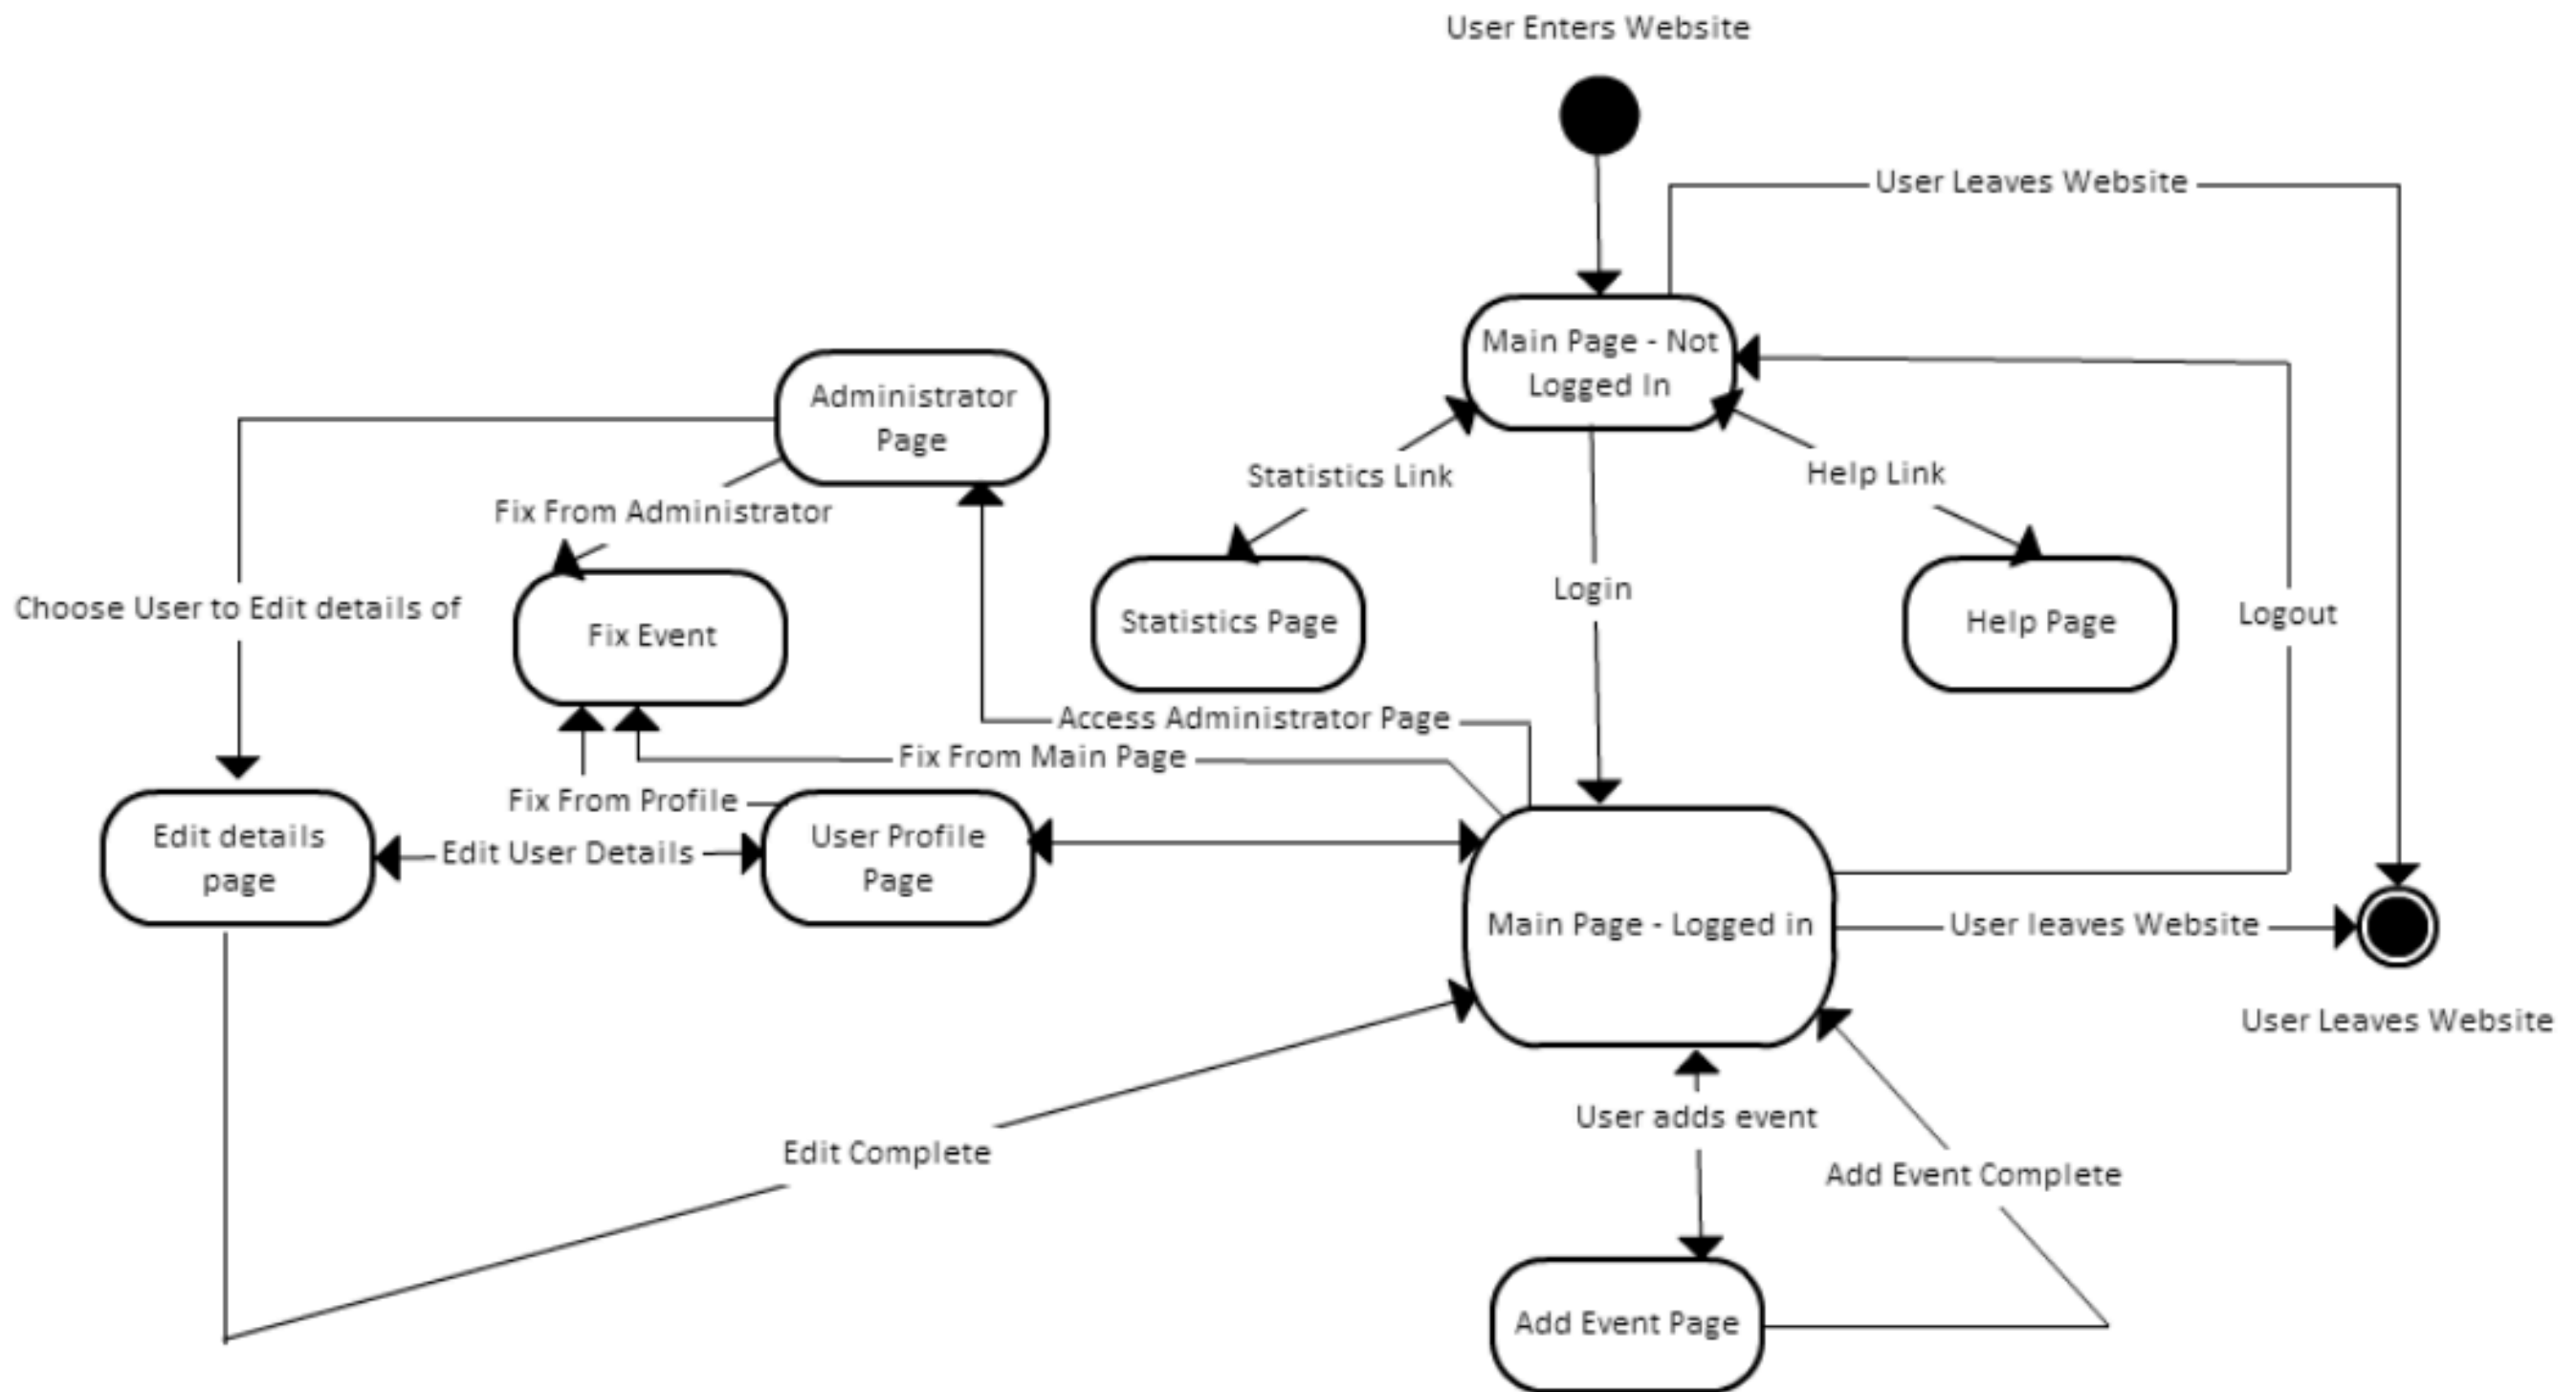 User Enters Website
User Leaves Website
Main Page - Not
Logged In
Administrator
Page
Statistics Link
Help Link
Fix From Administrator
Login
Choose User to Edit details of
Fix Event
Statistics Page
Help Page
Logout
Access Administrator Page
Fix From Main Page
Fix From Profile
Edit details
page
Edit User Details
User Profile
Page
Main Page - Logged in
User leaves Website
User Leaves Website
User adds event
Edit Complete
Add Event Complete
Add Event Page